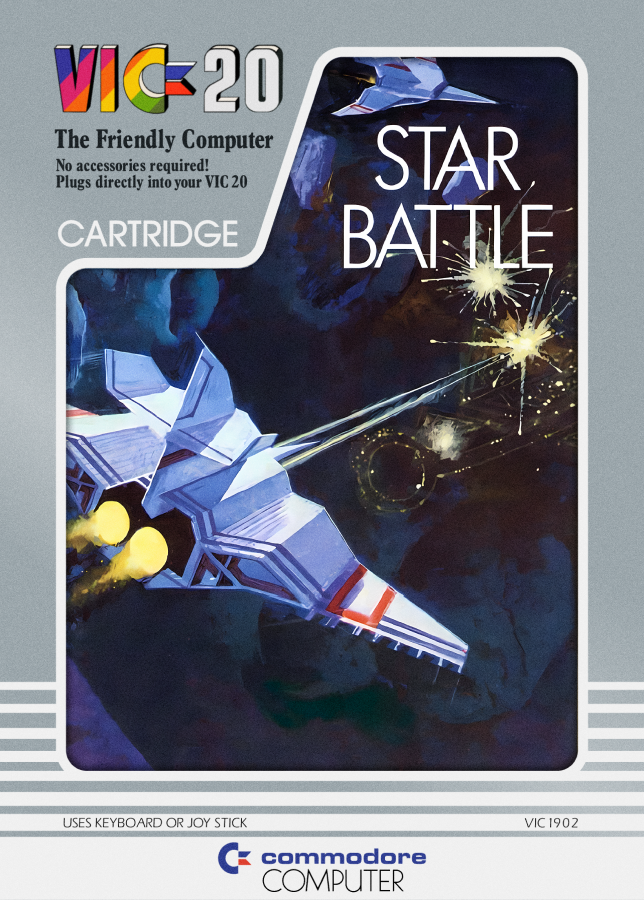 VIC 20
The Friendly Computer
No accessories required!
Plugs directly into your VIC 20
CARTRIDGE
STAR
BATTLE
USES KEYBOARD OR JOY STICK
VIC 1902
commodore
COMPUTER